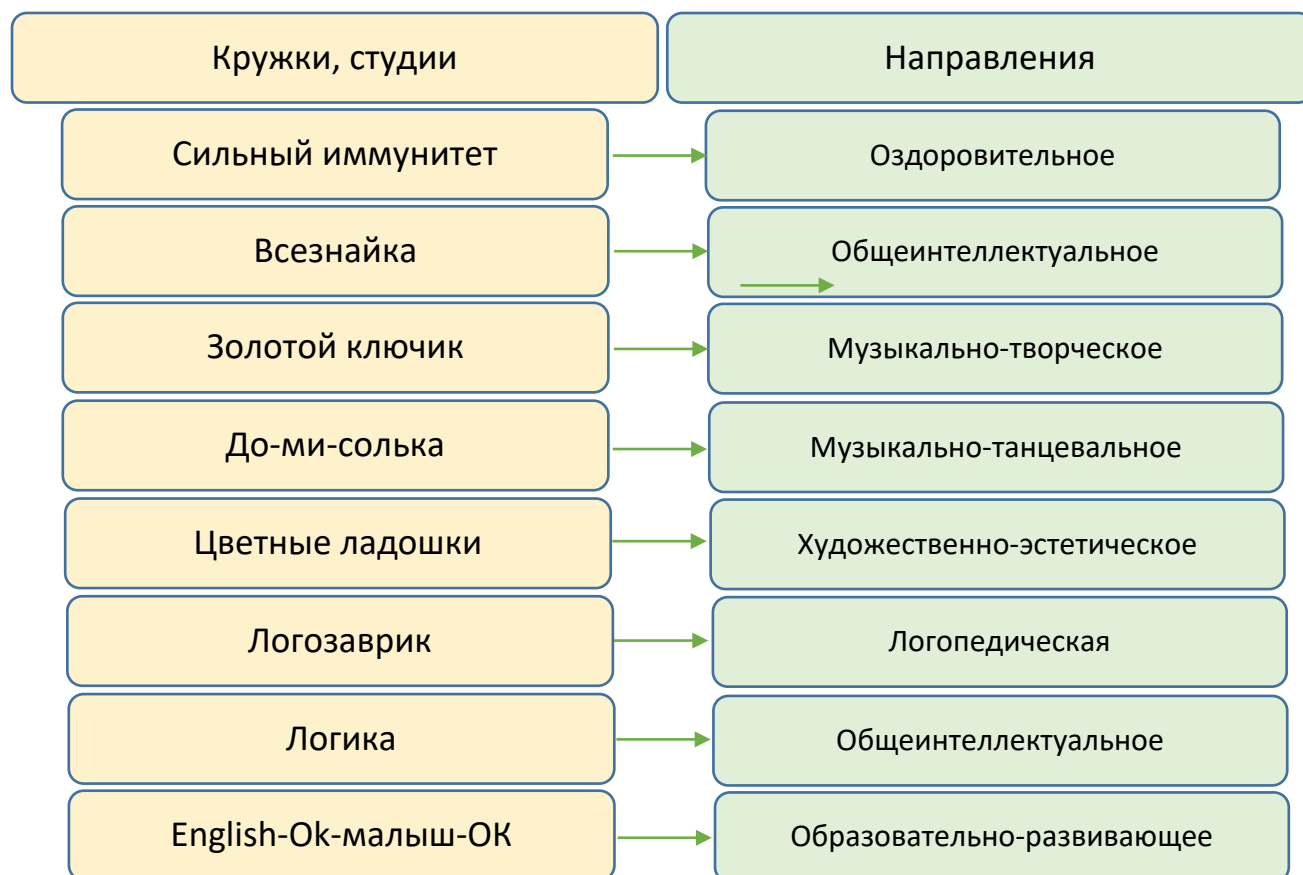 Кружки, студии
Направления
Сильный иммунитет
Оздоровительное
Всезнайка
Общеинтеллектуальное
Золотой ключик
Музыкально-творческое
До-ми-солька
Музыкально-танцевальное
Цветные ладошки
Художественно-эстетическое
Логозаврик
Логопедическая
Логика
Общеинтеллектуальное
English-Ok-малыш-ОК
Образовательно-развивающее